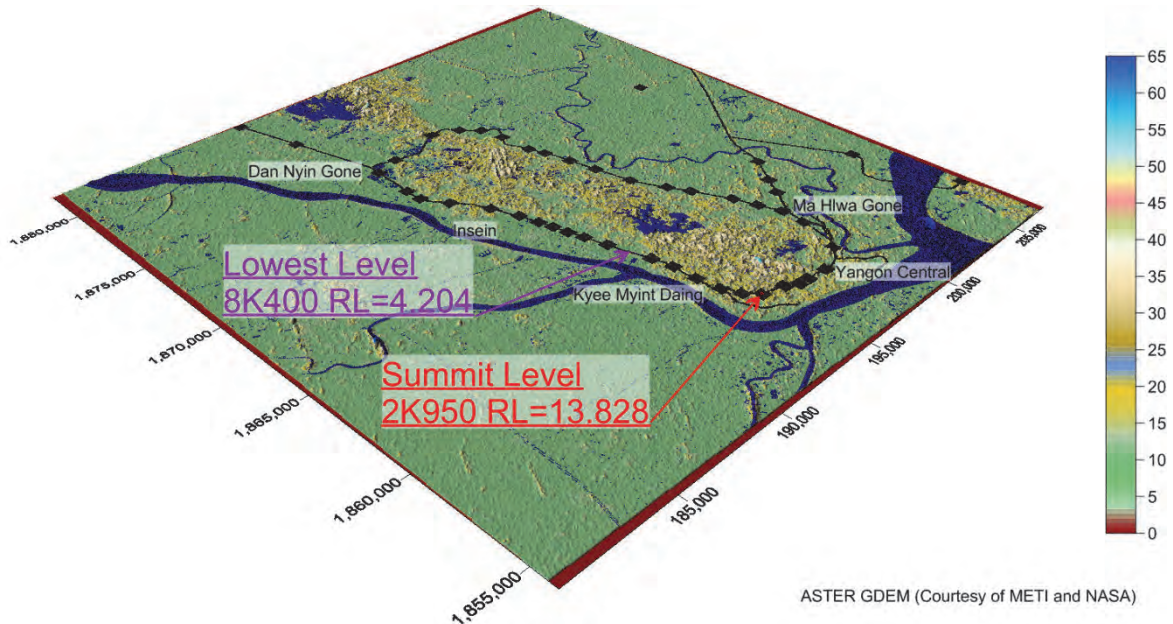 65
60
55
50
45
40
35
30
25
20
15
10
5
0
Dan Nyin Gone
Insein
Ma Hlwa Gone
Yangon Central
Kyee Myint Daing
Lowest Level
8K400 RL=4.204
Summit Level
2K950 RL=13.828
1,880,000
1,875,000
1,870,000
1,865,000
1,860,000
1,855,000
185,000
190,000
195,000
200,000
205,000
ASTER GDEM (Courtesy of METI and NASA)